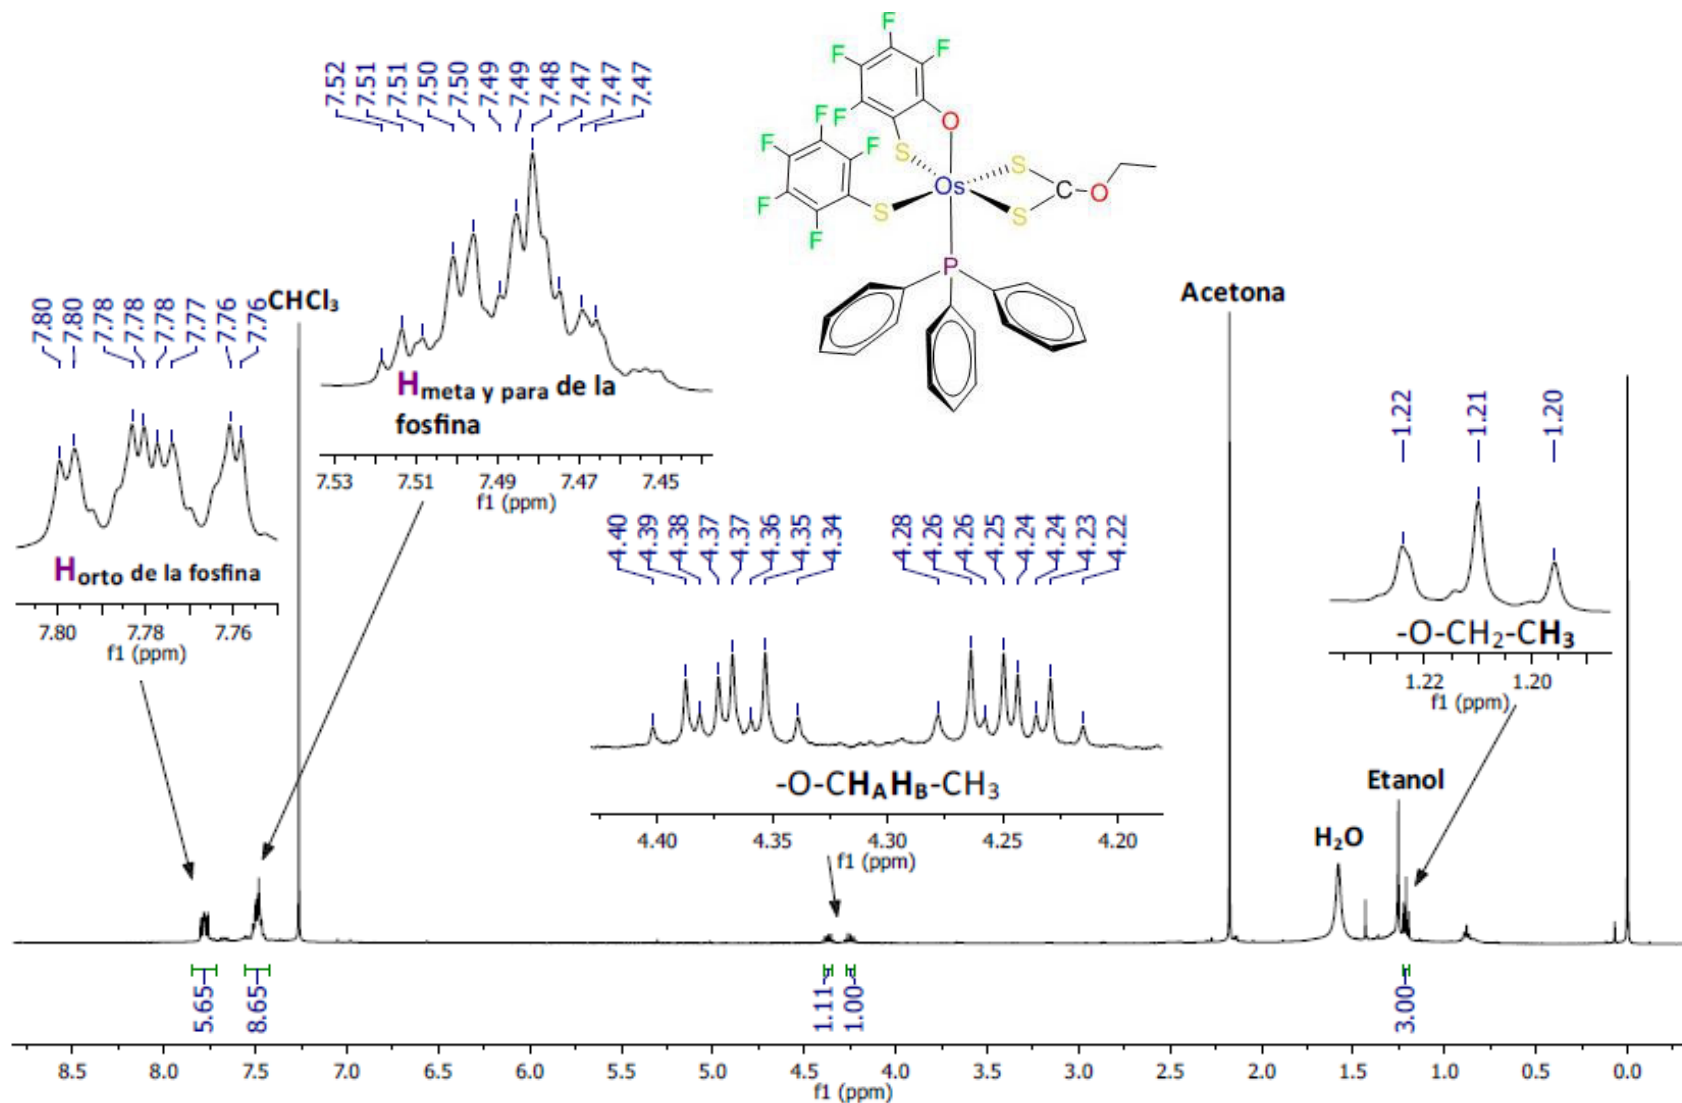 7.52
7.51
7.51
7.50
7.50
7.49
7.49
7.48
7.47
7.47
7.47
F
F
F
F
F
F
F
F
F
O
S
S
Os
S
S
C
O
P
7.80
7.80
7.78
7.78
7.78
7.77
7.76
7.76
CHCl₃
H meta y para de la
fosfina
7.53 7.51 7.49 7.47 7.45
f1 (ppm)
H orto de la fosfina
7.80 7.78 7.76
f1 (ppm)
Acetona
1.22
1.21
1.20
-O-CH₂-CH₃
1.22 1.20
f1 (ppm)
4.40
4.39
4.38
4.37
4.37
4.36
4.35
4.34
4.28
4.26
4.26
4.25
4.24
4.24
4.23
4.22
-O-CHAHB-CH₃
4.40 4.35 4.30 4.25 4.20
f1 (ppm)
Etanol
H₂O
5.65
8.65
1.11
1.00
3.00
8.5 8.0 7.5 7.0 6.5 6.0 5.5 5.0 4.5 4.0 3.5 3.0 2.5 2.0 1.5 1.0 0.5 0.0
f1 (ppm)